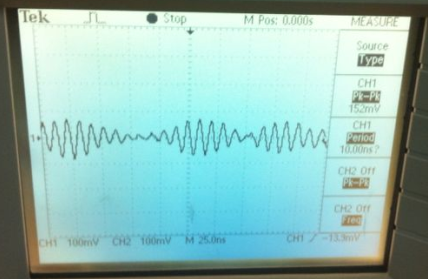 Tek Stop M Pos: 0.000s MEASURE
Source
Type
CH1
Pk-Pk
152mV
CH1
Period
10.00ns?
CH2 Off
Pk-Pk
CH2 Off
Freq
1
CH1 100mV CH2 100mV M 25.0ns CH1 / -13.3mV